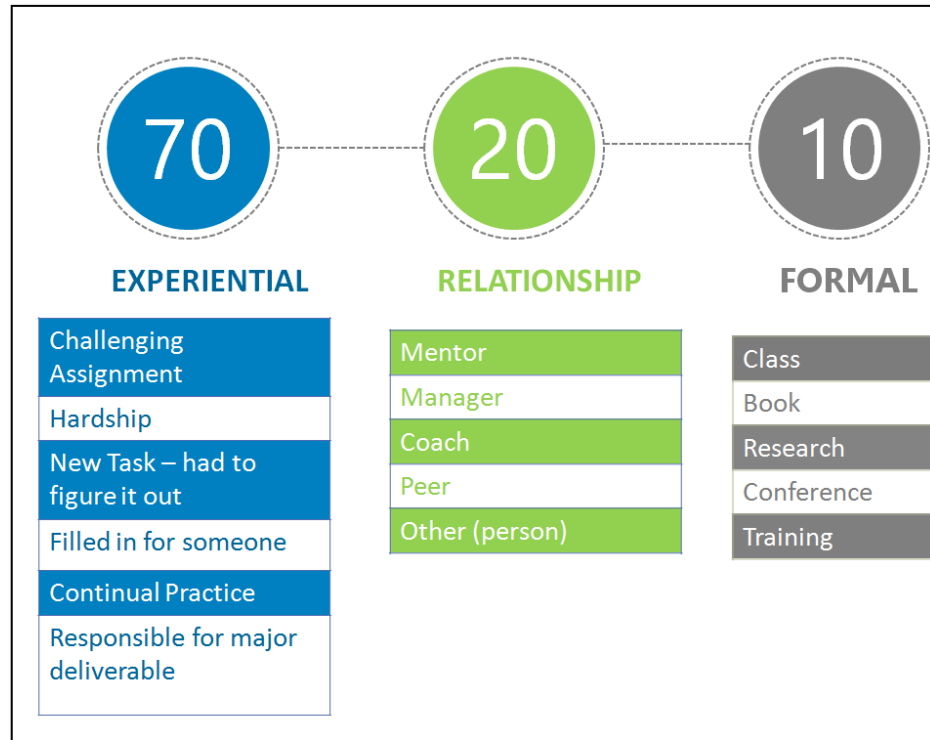 70
20
10
EXPERIENTIAL
RELATIONSHIP
FORMAL
Challenging
Assignment
Hardship
New Task – had to
figure it out
Filled in for someone
Continual Practice
Responsible for major
deliverable
Mentor
Manager
Coach
Peer
Other (person)
Class
Book
Research
Conference
Training